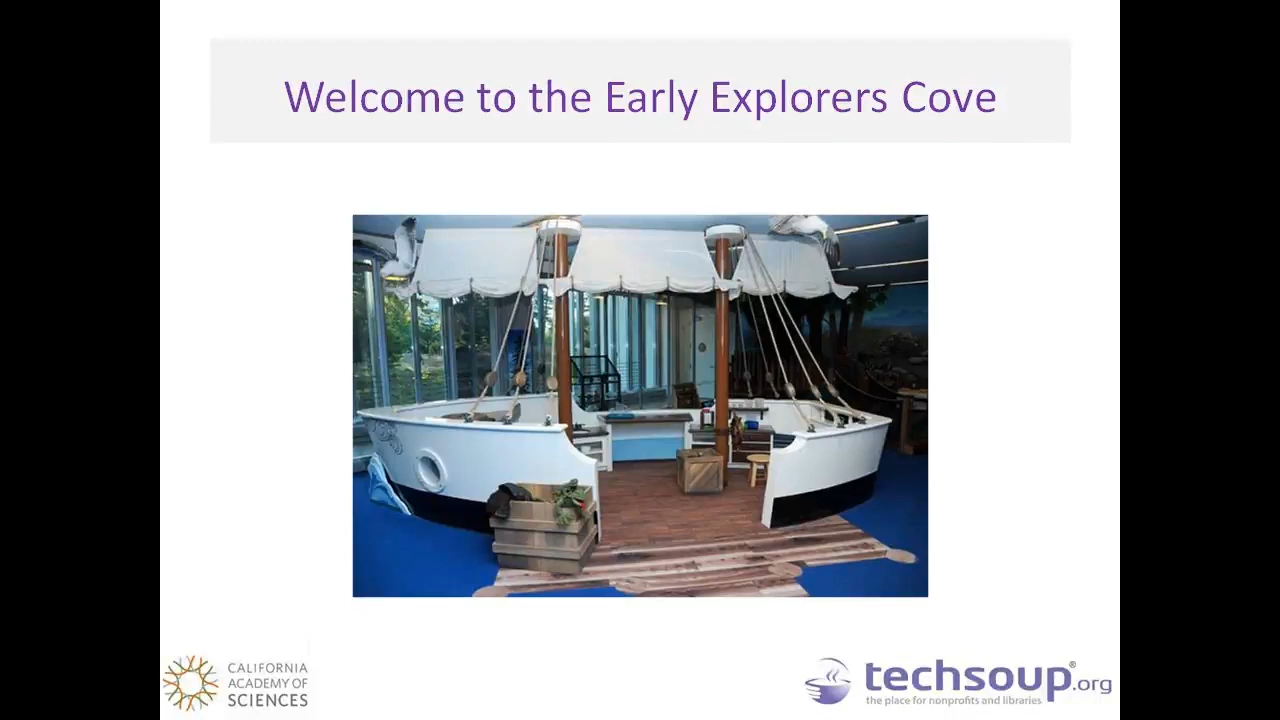 Welcome to the Early Explorers Cove
CALIFORNIA
ACADEMY OF
SCIENCES
techsoup®.org
the place for nonprofits and libraries